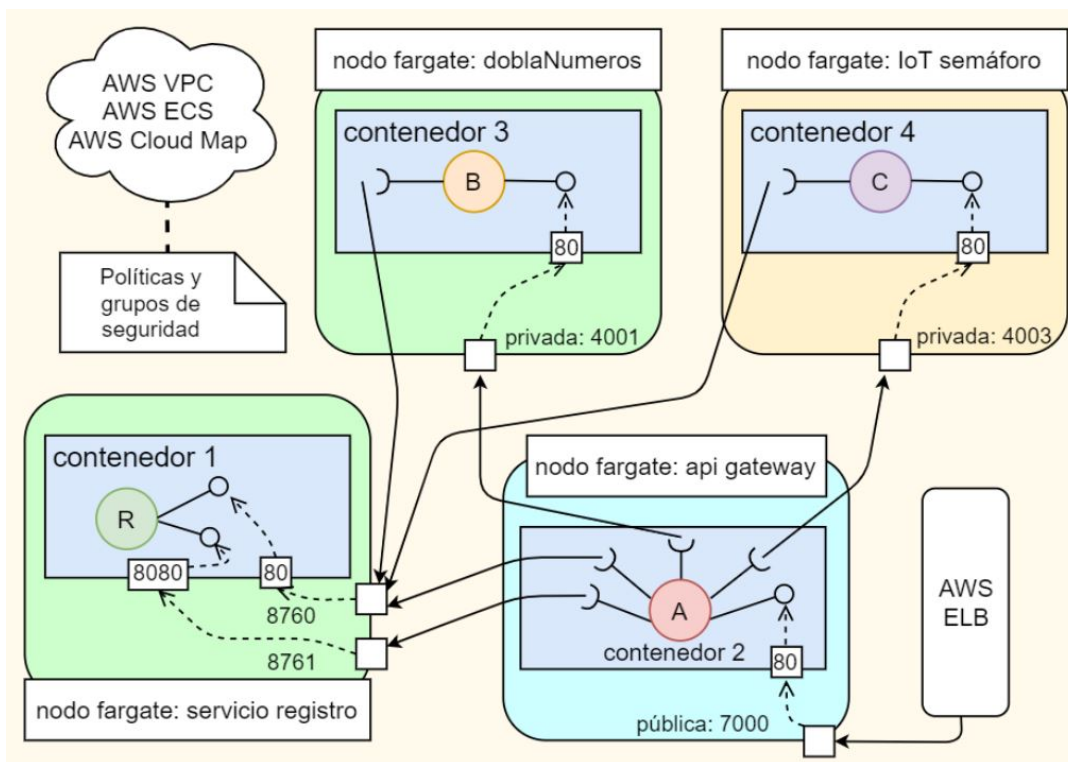 AWS VPC
AWS ECS
AWS Cloud Map
Políticas y
grupos de
seguridad
nodo fargate: doblaNumeros
contenedor 3
B
80
privada: 4001
nodo fargate: IoT semáforo
contenedor 4
C
80
privada: 4003
contenedor 1
R
8080
80
8760
8761
nodo fargate: servicio registro
nodo fargate: api gateway
A
contenedor 2
80
pública: 7000
AWS
ELB